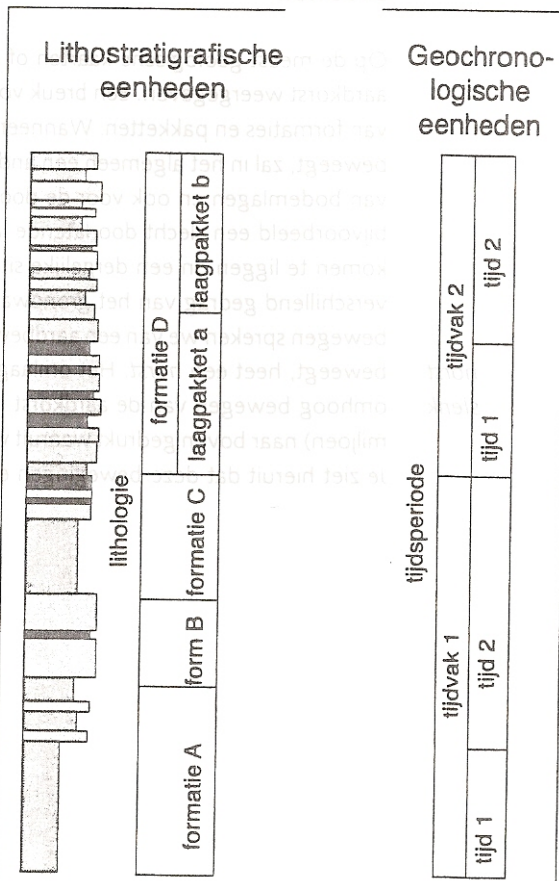 Lithostratigrafische
eenheden
Geochrono-
logische
eenheden
lithologie
formatie A
form B
formatie C
formatie D
laagpakket a
laagpakket b
tijdsperiode
tijdvak 1
tijdvak 2
tijd 1
tijd 2
tijd 1
tijd 2